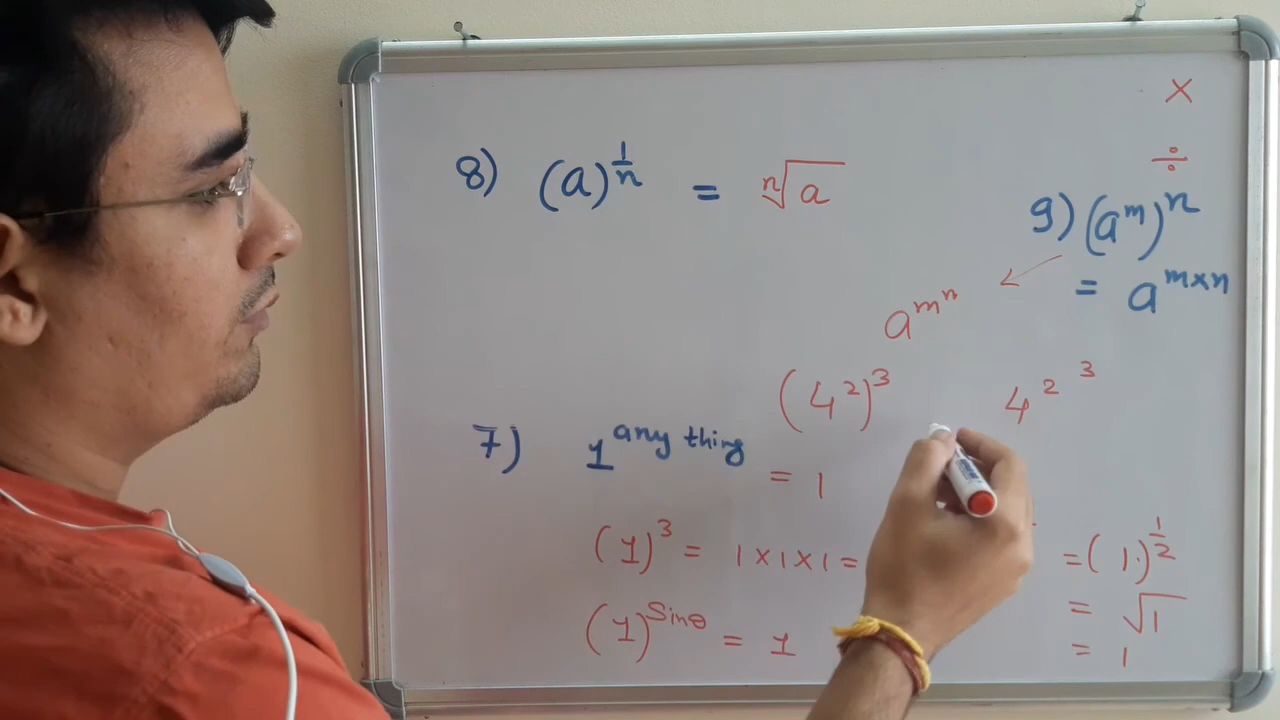 ×
÷
8) (a)^{1/n} = ⁿ√a
9) (a^m)^n
= a^{m×n}
a^{m^n}
(4²)³ 4^{2^3}
7) 1^{any thing} = 1
(1)³ = 1×1×1=
=(1)^{1/2}
= √1
= 1
(1)^{Sinθ} = 1